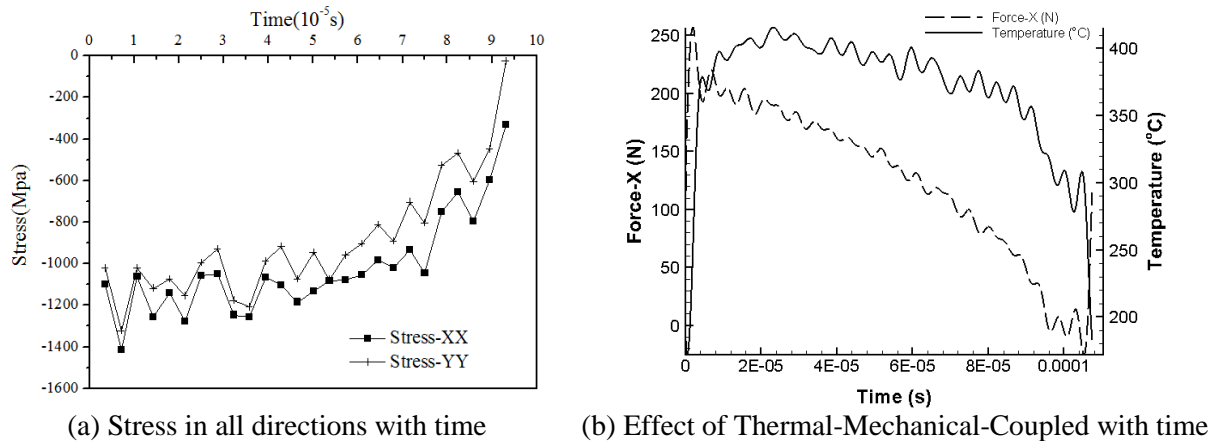 Time(10-5s)
0 1 2 3 4 5 6 7 8 9 10
0
-200
-400
-600
-800
-1000
-1200
-1400
-1600
Stress(Mpa)
Stress-XX
Stress-YY
(a) Stress in all directions with time
Force-X (N)
Temperature (°C)
250
200
150
100
50
0
Force-X (N)
400
350
300
250
200
Temperature (°C)
0 2E-05 4E-05 6E-05 8E-05 0.0001
Time (s)
(b) Effect of Thermal-Mechanical-Coupled with time